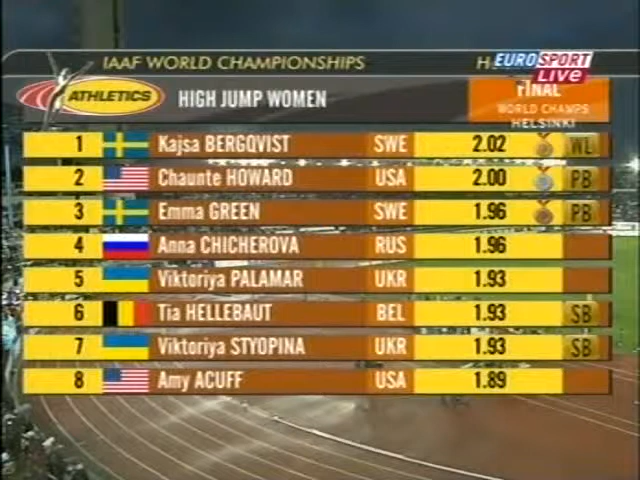 IAAF WORLD CHAMPIONSHIPS
EUROSPORT
LIVE
ATHLETICS
HIGH JUMP WOMEN
FINAL
WORLD CHAMPS
HELSINKI
1 Kajsa BERGQVIST SWE 2.02 WL
2 Chaunte HOWARD USA 2.00 PB
3 Emma GREEN SWE 1.96 PB
4 Anna CHICHEROVA RUS 1.96
5 Viktoriya PALAMAR UKR 1.93
6 Tia HELLEBAUT BEL 1.93 SB
7 Viktoriya STYOPINA UKR 1.93 SB
8 Amy ACUFF USA 1.89